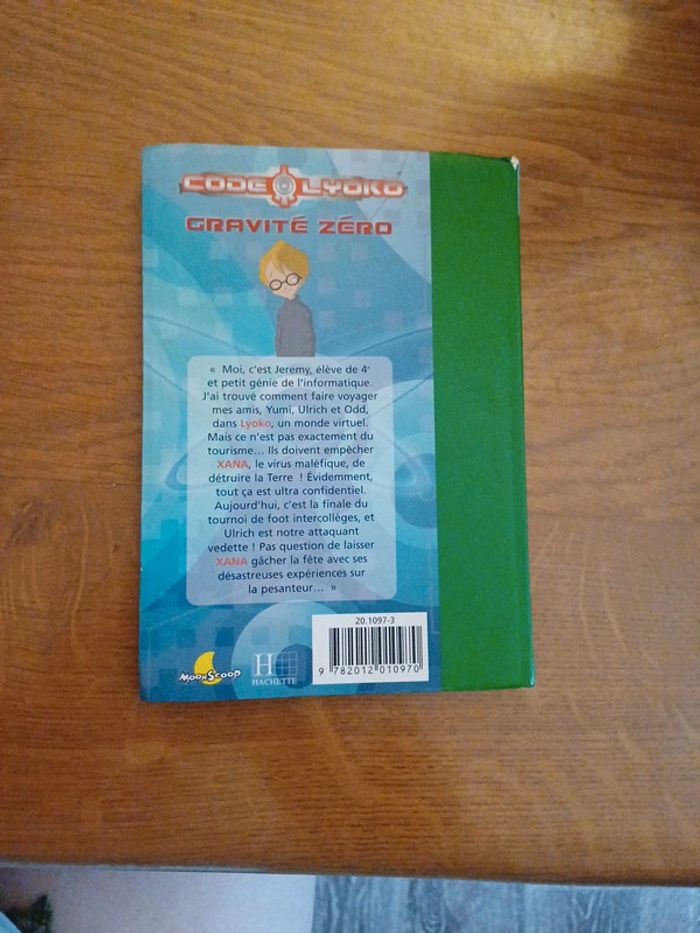 CODE LYOKO
GRAVITÉ ZÉRO
« Moi, c'est Jeremy, élève de 4e
et petit génie de l'informatique.
J'ai trouvé comment faire voyager
mes amis, Yumi, Ulrich et Odd,
dans Lyoko, un monde virtuel.
Mais ce n'est pas exactement du
tourisme... Ils doivent empêcher
XANA, le virus maléfique, de
détruire la Terre ! Évidemment,
tout ça est ultra confidentiel.
Aujourd'hui, c'est la finale du
tournoi de foot intercollèges, et
Ulrich est notre attaquant
vedette ! Pas question de laisser
XANA gâcher la fête avec ses
désastreuses expériences sur
la pesanteur... »
20.1097-3
9 782012 010970
MoonScoop
H
HACHETTE